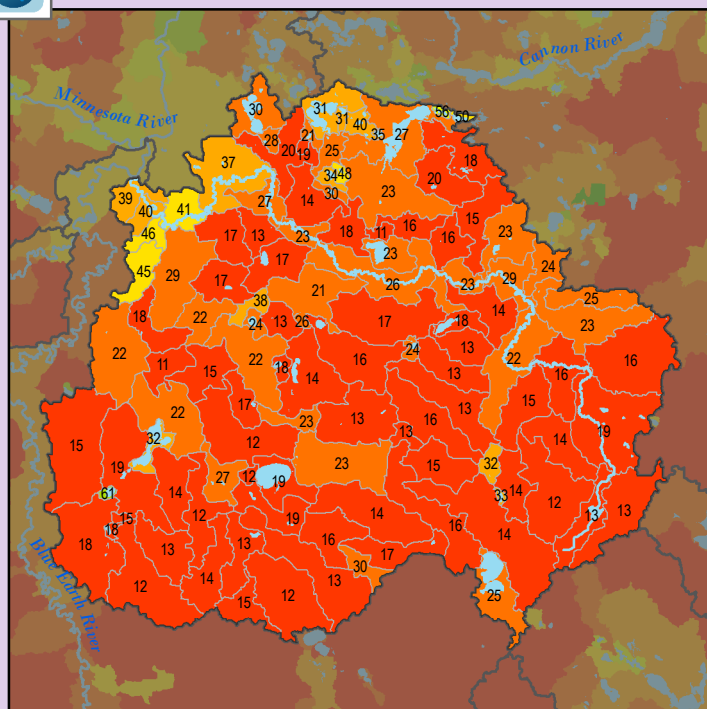 Cannon River
Minnesota River
30 31 31 40 56 50
28 21 35 27
20 19 25
37 34 48 20 18
30 23
39 40 41 27 14
46 17 13 23 18 11 16 16 15 23
45 29 17 17 23 24
26 23 29
38 21 25
18 22 24 13 26 17 18 14 23
22 11 15 22 18 14 16 24 13 22 16 16
13 15
22 17 23 13 16 13
32 12 13 14 19
15 19 27 12 19 23 15 32
61 14 33 14 12
18 15 12 19 14 16 13 13
18 13 13 16 17 14
12 14 15 12 13 30 25
Blue Earth River